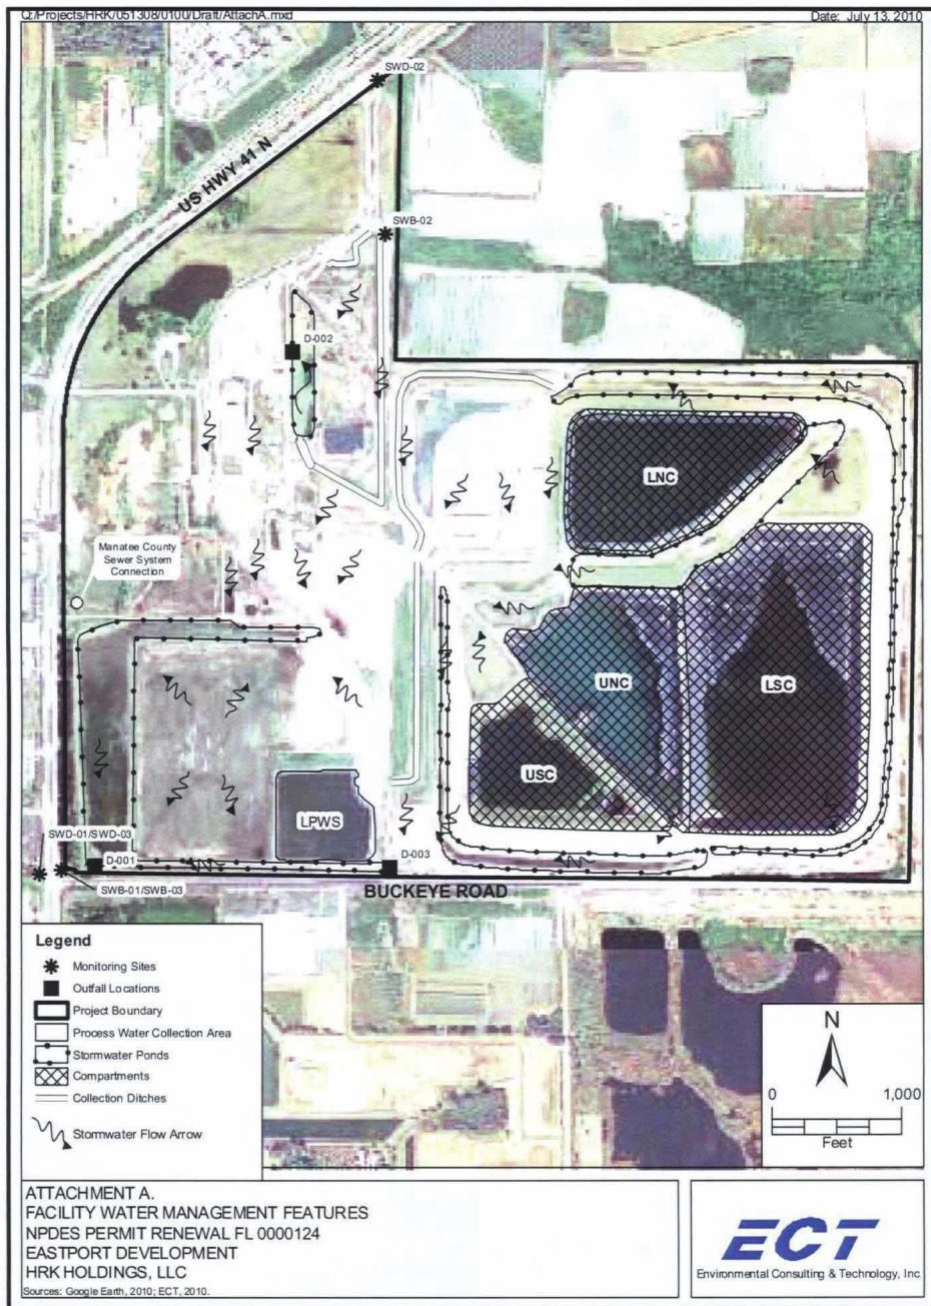 Q:/Projects/HRK/051308/0100/Draft/AttachA.mxd
Date: July 13, 2010
SWD-02
US HWY 41 N
SWB-02
D-002
LNC
Manatee County
Sewer System
Connection
UNC
LSC
USC
LPWS
SWD-01/SWD-03
D-001
D-003
SWB-01/SWB-03
BUCKEYE ROAD
Legend
Monitoring Sites
Outfall Locations
Project Boundary
Process Water Collection Area
Stormwater Ponds
Compartments
Collection Ditches
Stormwater Flow Arrow
N
0 1,000
Feet
ATTACHMENT A.
FACILITY WATER MANAGEMENT FEATURES
NPDES PERMIT RENEWAL FL 0000124
EASTPORT DEVELOPMENT
HRK HOLDINGS, LLC
Sources: Google Earth, 2010; ECT, 2010.
ECT
Environmental Consulting & Technology, Inc